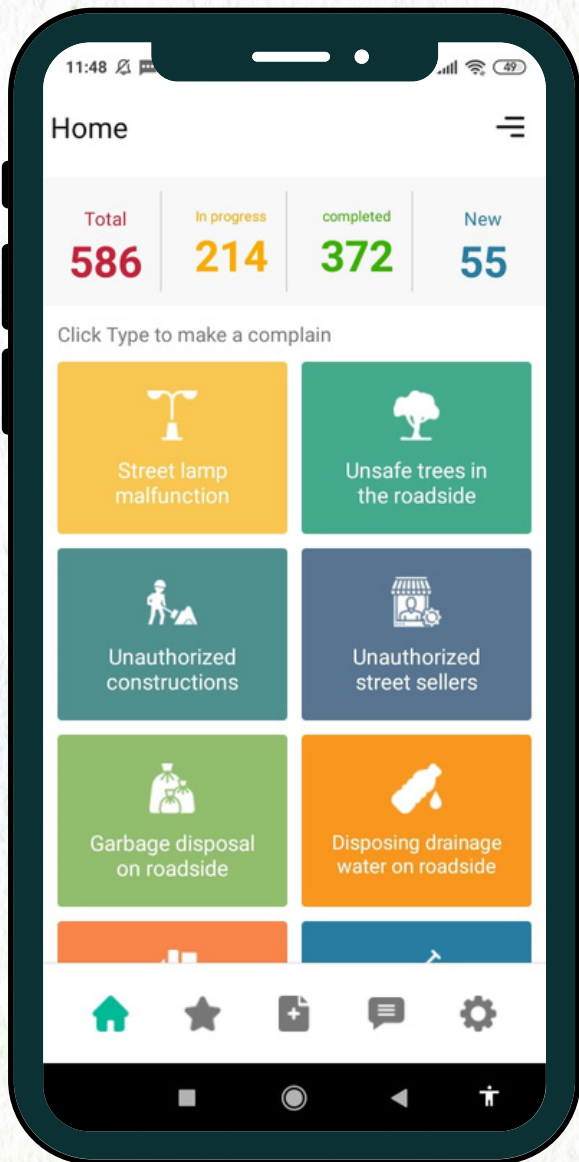 11:48
49
Home
Total
In progress
completed
New
586
214
372
55
Click Type to make a complain
Street lamp
malfunction
Unsafe trees in
the roadside
Unauthorized
constructions
Unauthorized
street sellers
Garbage disposal
on roadside
Disposing drainage
water on roadside